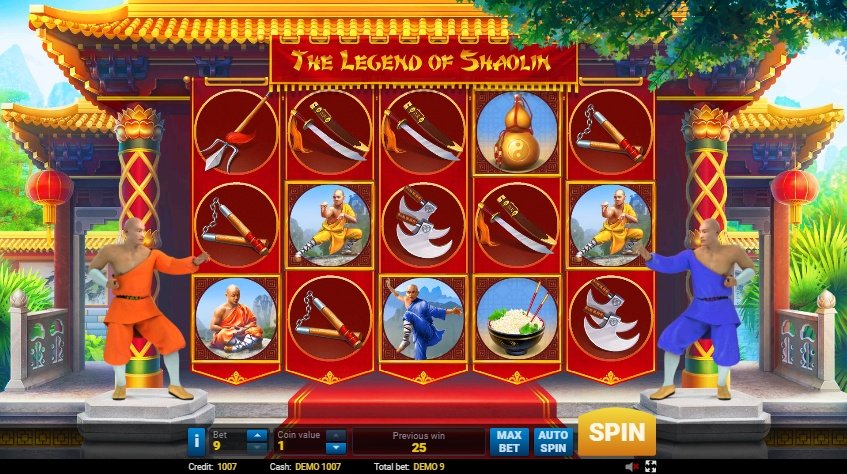 THE LEGEND OF SHAOLIN
i
Bet
9
Coin value
1
Previous win
25
MAX
BET
AUTO
SPIN
SPIN
Credit: 1007
Cash: DEMO 1007
Total bet: DEMO 9